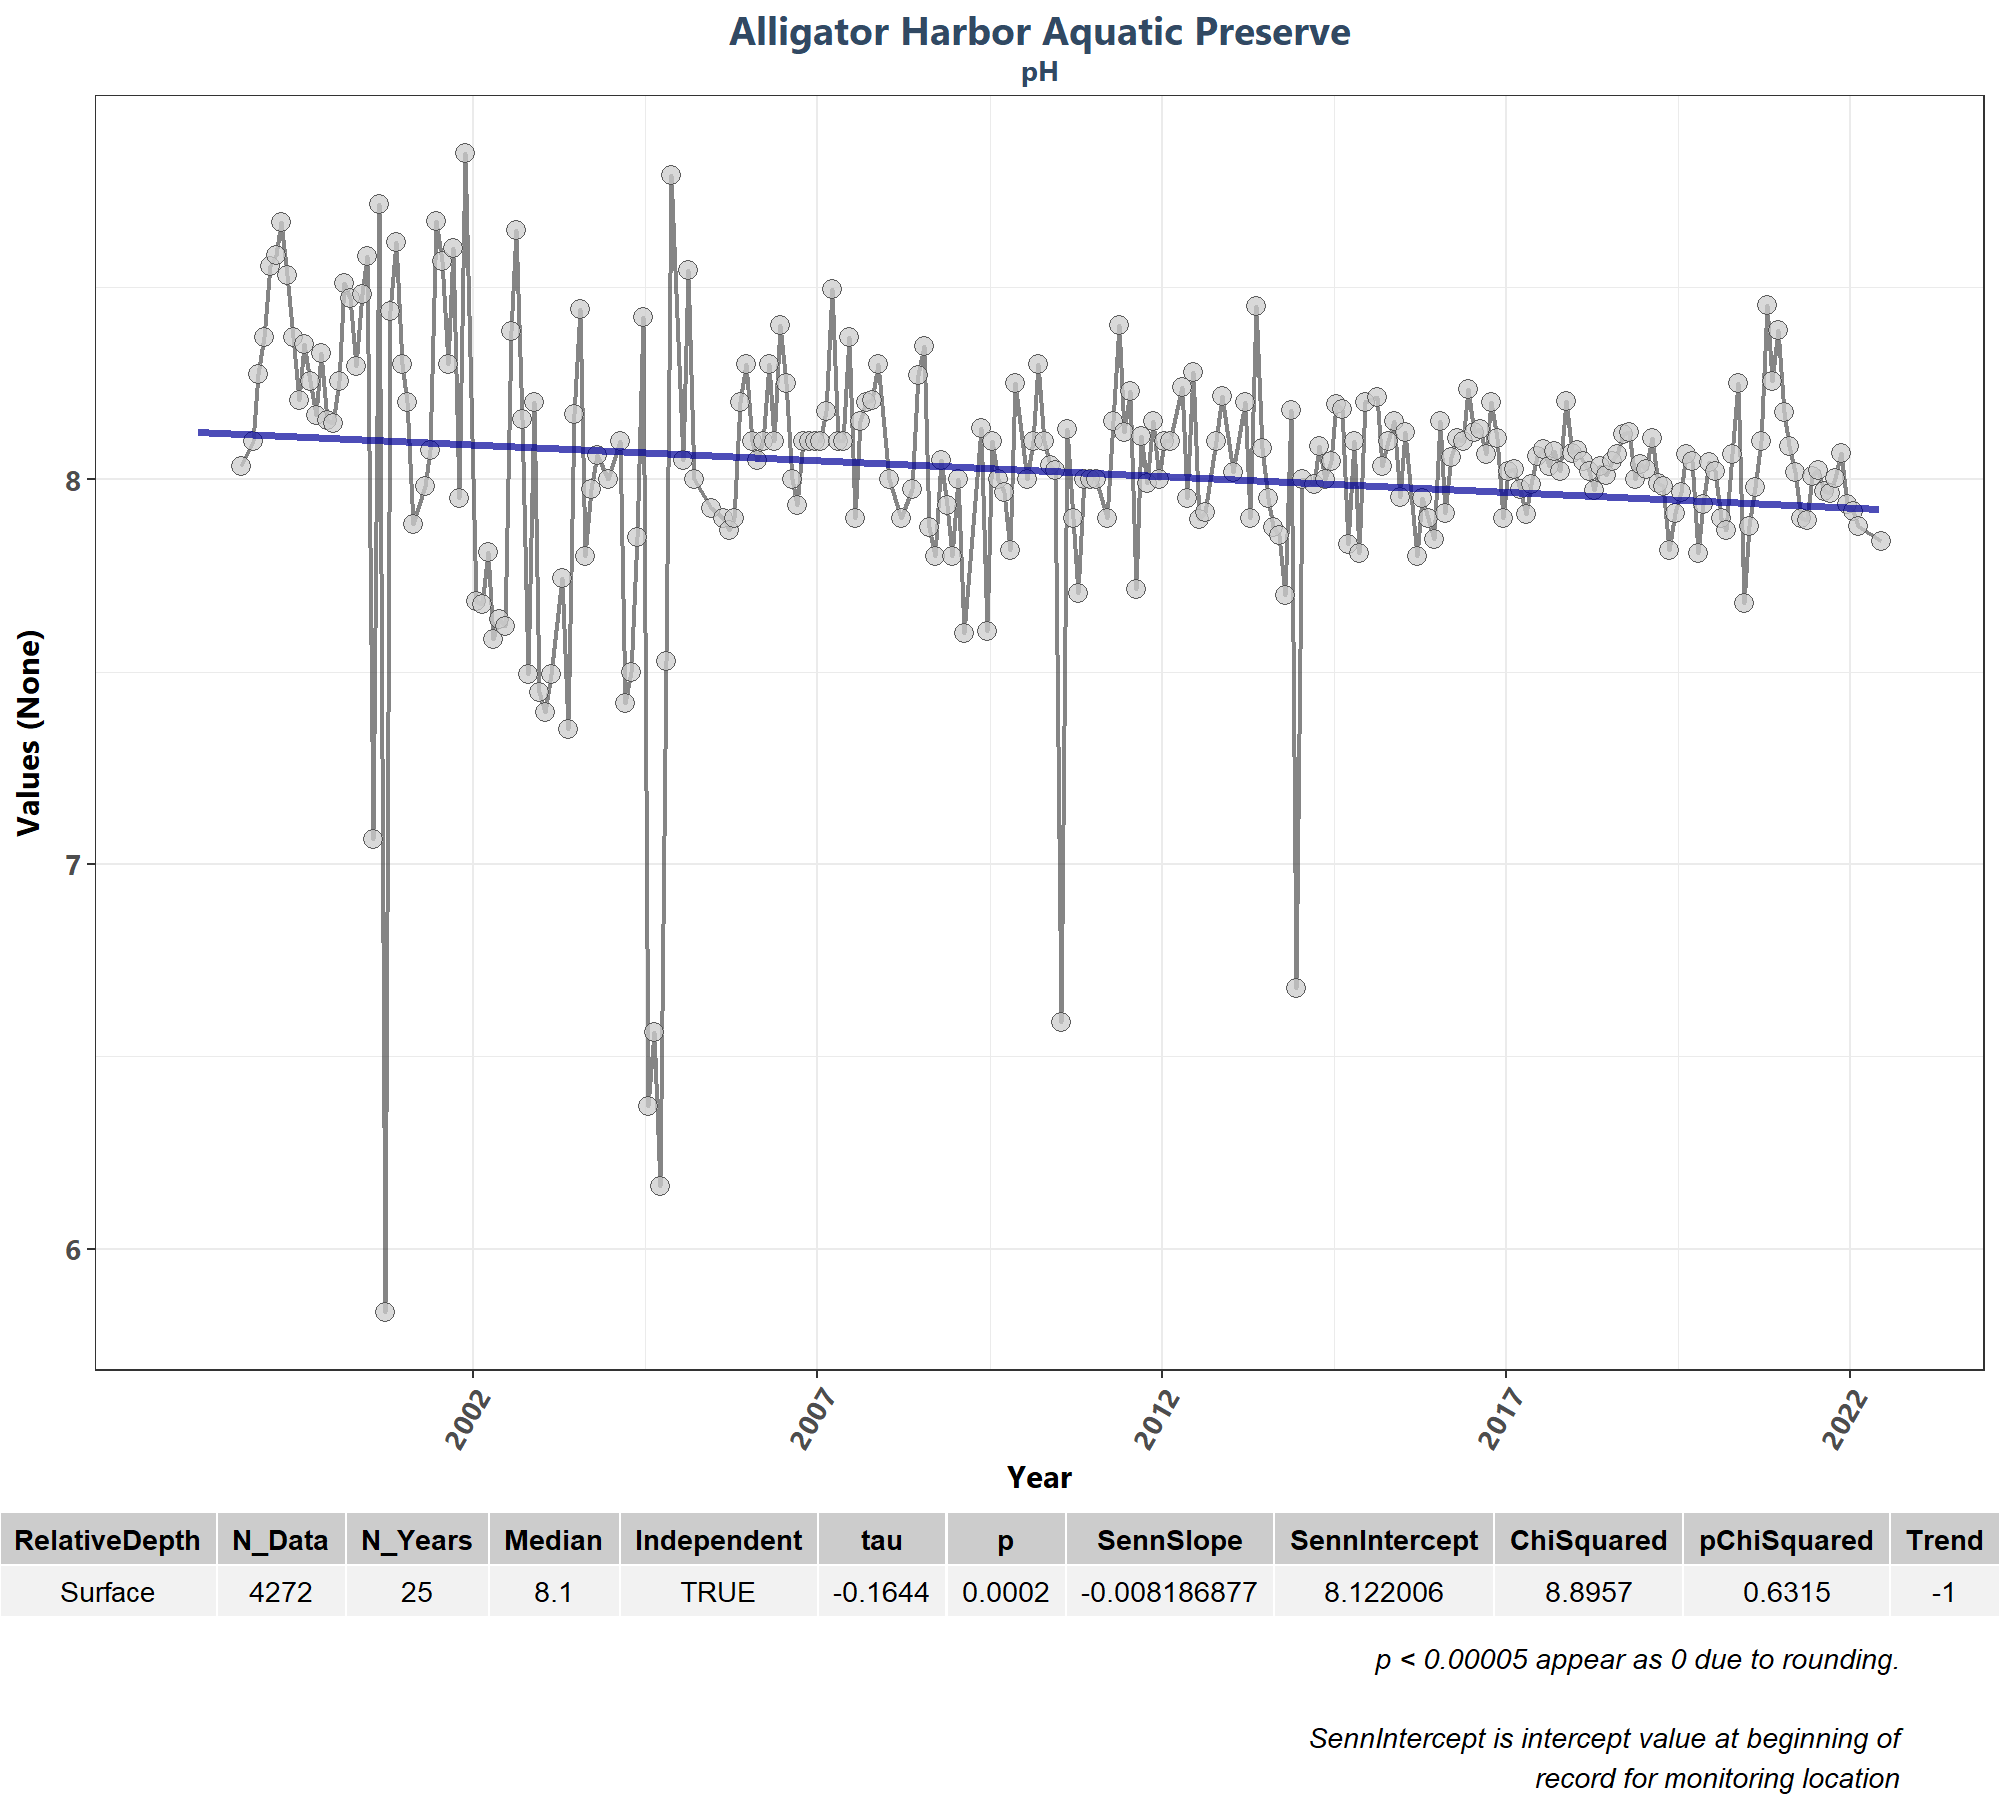 Alligator Harbor Aquatic Preserve
pH
Values (None)
8
7
6
2002 2007 2012 2017 2022
Year
RelativeDepth N_Data N_Years Median Independent tau p SennSlope SennIntercept ChiSquared pChiSquared Trend
Surface 4272 25 8.1 TRUE -0.1644 0.0002 -0.008186877 8.122006 8.8957 0.6315 -1
p < 0.00005 appear as 0 due to rounding.
SennIntercept is intercept value at beginning of
record for monitoring location